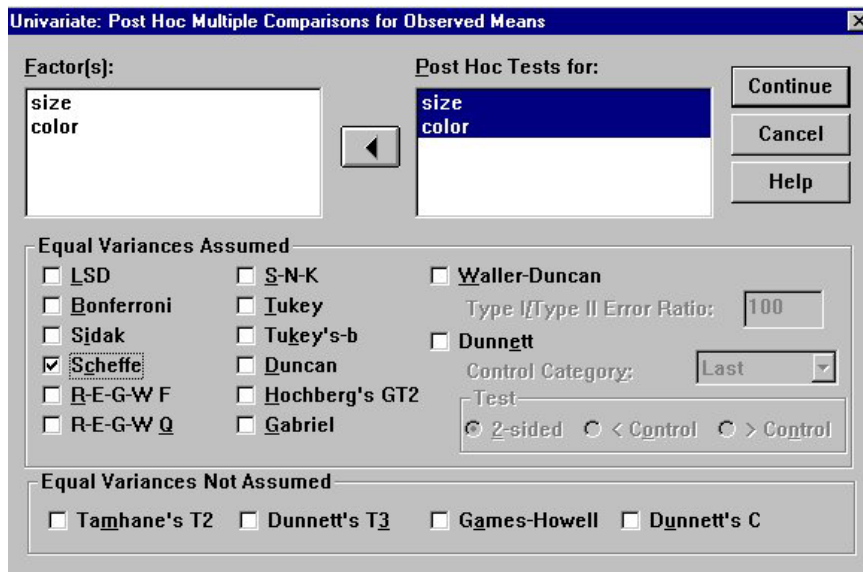 Univariate: Post Hoc Multiple Comparisons for Observed Means
Factor(s):
size
color
Post Hoc Tests for:
size
color
Continue
Cancel
Help
Equal Variances Assumed
LSD
Bonferroni
Sidak
Scheffe
R-E-G-W F
R-E-G-W Q
S-N-K
Tukey
Tukey's-b
Duncan
Hochberg's GT2
Gabriel
Waller-Duncan
Type I/Type II Error Ratio: 100
Dunnett
Control Category: Last
Test
2-sided < Control > Control
Equal Variances Not Assumed
Tamhane's T2 Dunnett's T3 Games-Howell Dunnett's C